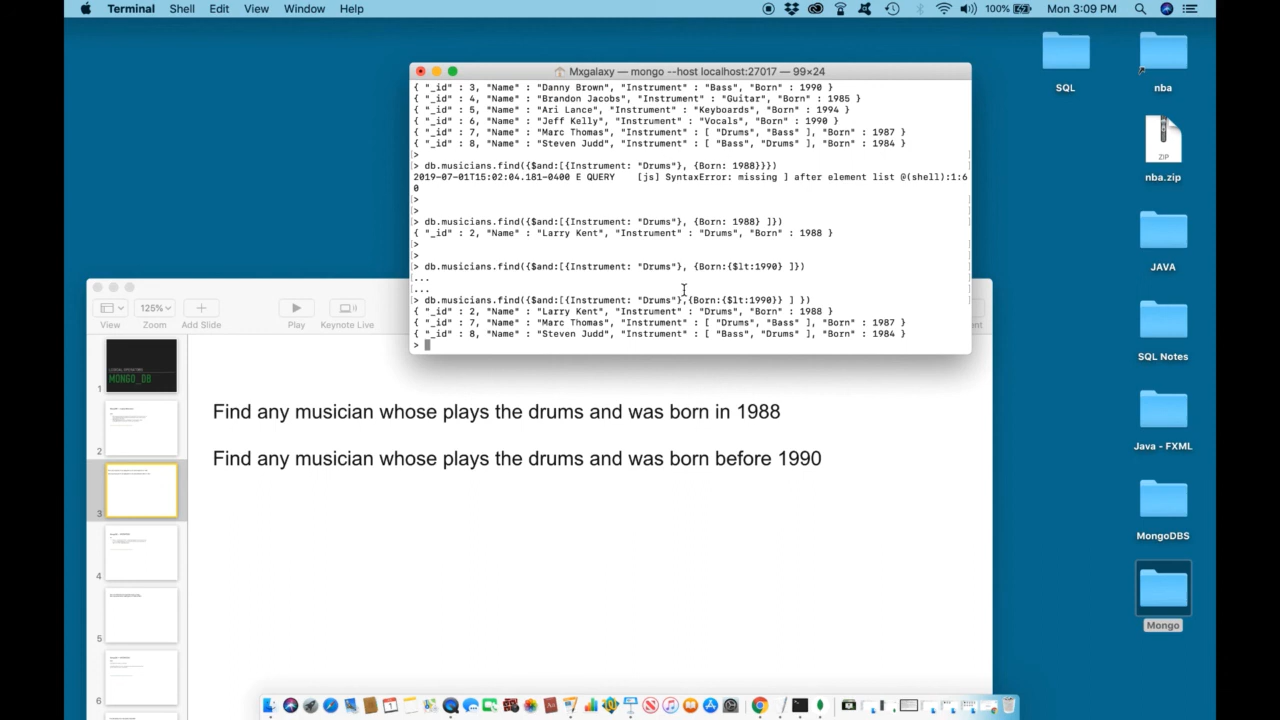 Terminal Shell Edit View Window Help 100% Mon 3:09 PM
Mxgalaxy — mongo --host localhost:27017 — 99×24
{ "_id" : 3, "Name" : "Danny Brown", "Instrument" : "Bass", "Born" : 1990 }
{ "_id" : 4, "Name" : "Brandon Jacobs", "Instrument" : "Guitar", "Born" : 1985 }
{ "_id" : 5, "Name" : "Ari Lance", "Instrument" : "Keyboards", "Born" : 1994 }
{ "_id" : 6, "Name" : "Jeff Kelly", "Instrument" : "Vocals", "Born" : 1990 }
{ "_id" : 7, "Name" : "Marc Thomas", "Instrument" : [ "Drums", "Bass" ], "Born" : 1987 }
{ "_id" : 8, "Name" : "Steven Judd", "Instrument" : [ "Bass", "Drums" ], "Born" : 1984 }
>
> db.musicians.find({$and:[{Instrument: "Drums"}, {Born: 1988}}})
2019-07-01T15:02:04.181-0400 E QUERY [js] SyntaxError: missing ] after element list @(shell):1:6
0
>
>
> db.musicians.find({$and:[{Instrument: "Drums"}, {Born: 1988} ]})
{ "_id" : 2, "Name" : "Larry Kent", "Instrument" : "Drums", "Born" : 1988 }
>
>
> db.musicians.find({$and:[{Instrument: "Drums"}, {Born:{$lt:1990} ]})
...
...
> db.musicians.find({$and:[{Instrument: "Drums"},{Born:{$lt:1990}} ] })
{ "_id" : 2, "Name" : "Larry Kent", "Instrument" : "Drums", "Born" : 1988 }
{ "_id" : 7, "Name" : "Marc Thomas", "Instrument" : [ "Drums", "Bass" ], "Born" : 1987 }
{ "_id" : 8, "Name" : "Steven Judd", "Instrument" : [ "Bass", "Drums" ], "Born" : 1984 }
>
125%
View Zoom Add Slide Play Keynote Live
LOGICAL OPERATORS
MONGO_DB
1
2
3
4
5
6
Find any musician whose plays the drums and was born in 1988
Find any musician whose plays the drums and was born before 1990
SQL
nba
ZIP
nba.zip
JAVA
SQL Notes
Java - FXML
MongoDBS
Mongo